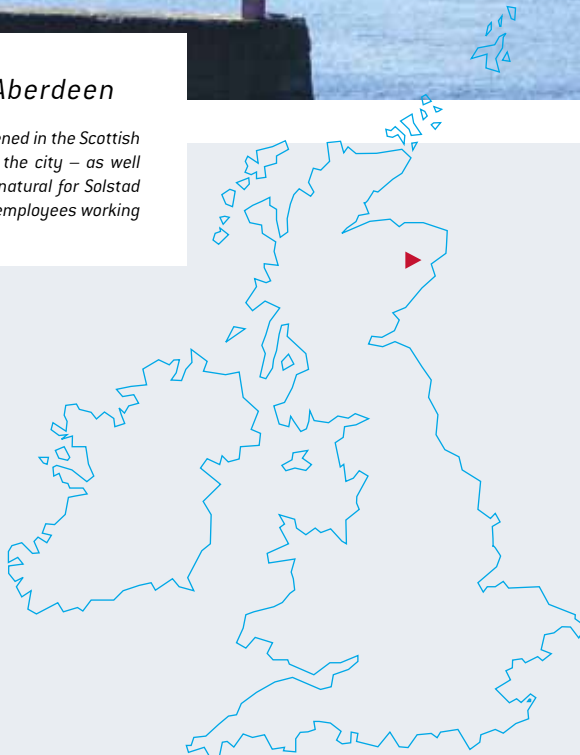 Aberdeen
ened in the Scottish
the city – as well
natural for Solstad
employees working